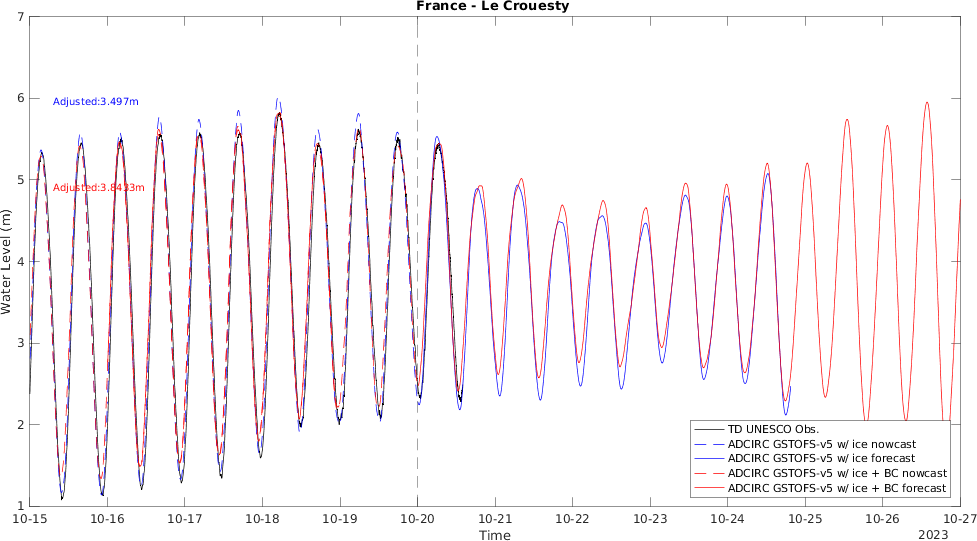 France - Le Crouesty
7
6
5
4
3
2
1
Water Level (m)
Adjusted:3.497m
Adjusted:3.8433m
TD UNESCO Obs.
ADCIRC GSTOFS-v5 w/ ice nowcast
ADCIRC GSTOFS-v5 w/ ice forecast
ADCIRC GSTOFS-v5 w/ ice + BC nowcast
ADCIRC GSTOFS-v5 w/ ice + BC forecast
10-15 10-16 10-17 10-18 10-19 10-20 10-21 10-22 10-23 10-24 10-25 10-26 10-27
Time 2023